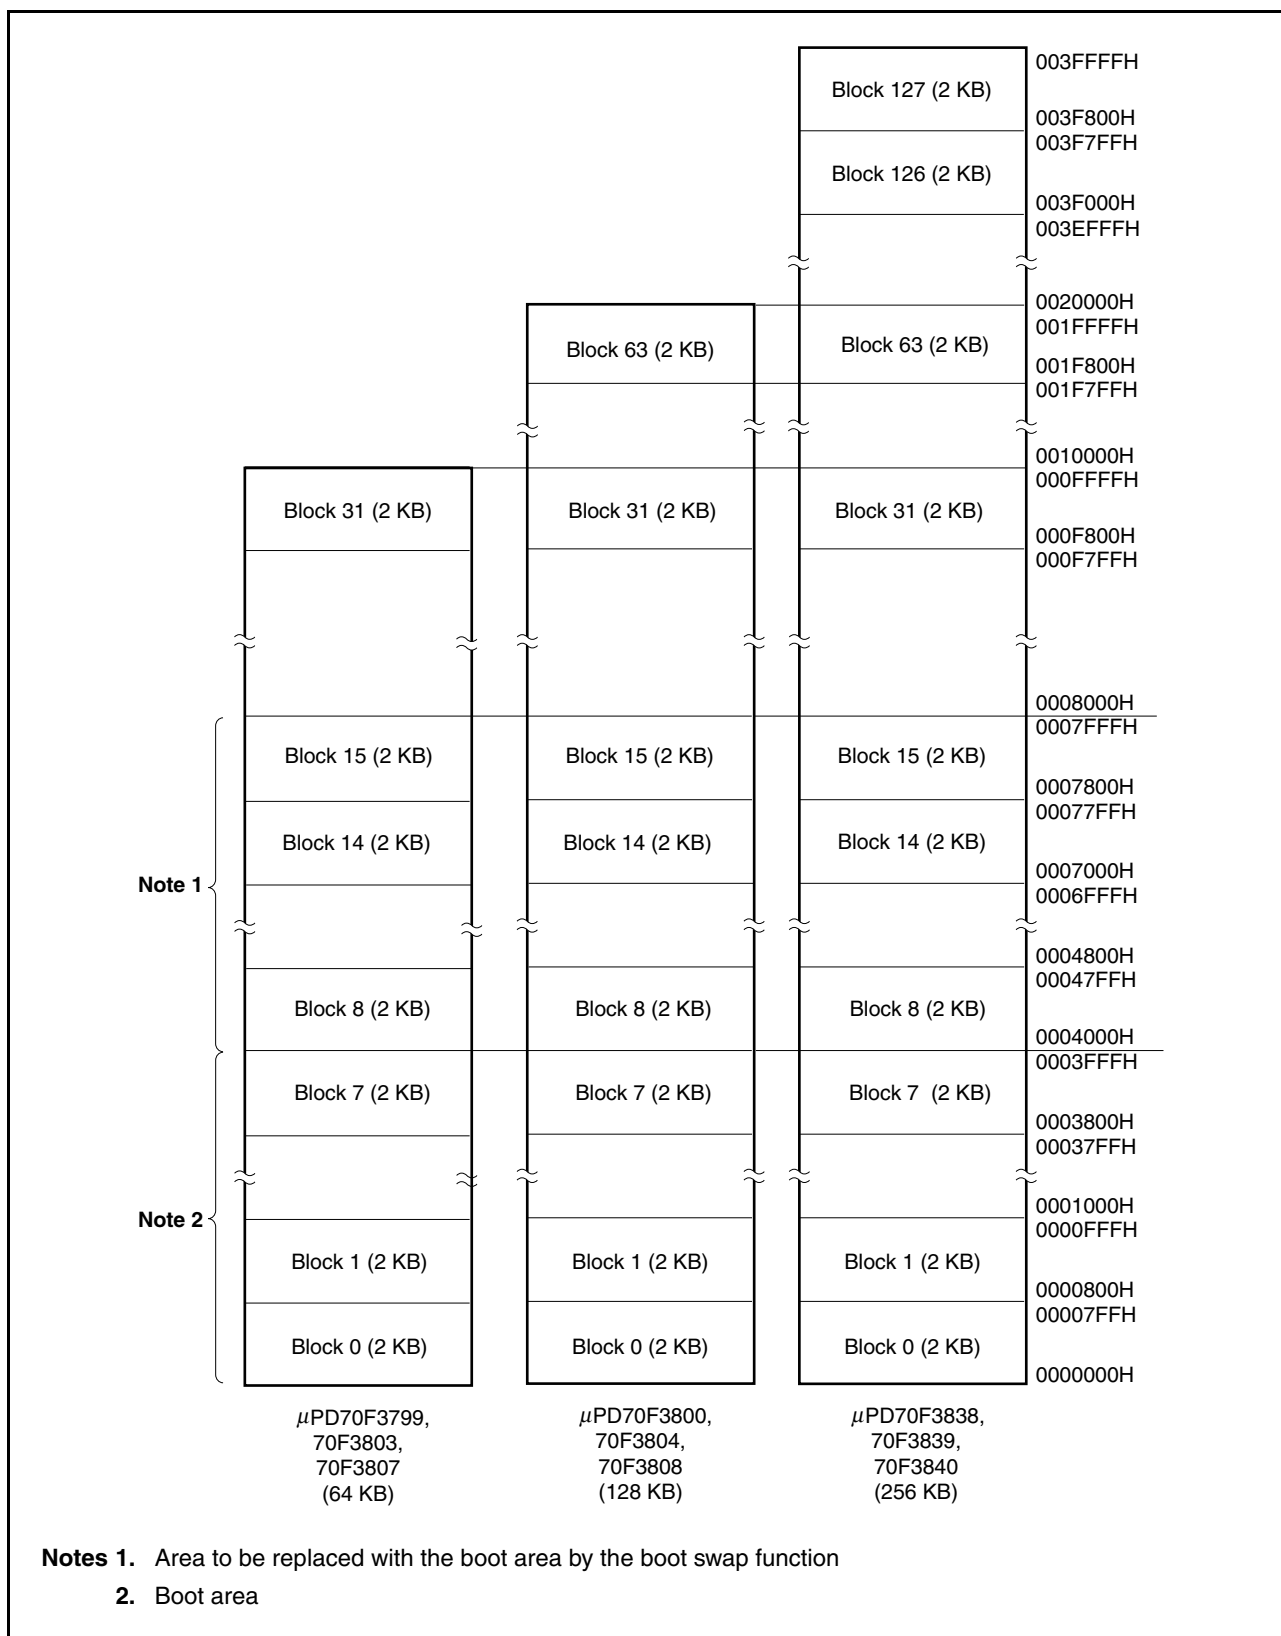 003FFFFH
Block 127 (2 KB)
003F800H
003F7FFH
Block 126 (2 KB)
003F000H
003EFFFH
0020000H
001FFFFH
Block 63 (2 KB) Block 63 (2 KB)
001F800H
001F7FFH
0010000H
000FFFFH
Block 31 (2 KB) Block 31 (2 KB) Block 31 (2 KB)
000F800H
000F7FFH
0008000H
0007FFFH
Block 15 (2 KB) Block 15 (2 KB) Block 15 (2 KB)
0007800H
00077FFH
Block 14 (2 KB) Block 14 (2 KB) Block 14 (2 KB)
0007000H
Note 1
0006FFFH
0004800H
00047FFH
Block 8 (2 KB) Block 8 (2 KB) Block 8 (2 KB)
0004000H
0003FFFH
Block 7 (2 KB) Block 7 (2 KB) Block 7 (2 KB)
0003800H
00037FFH
0001000H
Note 2
0000FFFH
Block 1 (2 KB) Block 1 (2 KB) Block 1 (2 KB)
0000800H
00007FFH
Block 0 (2 KB) Block 0 (2 KB) Block 0 (2 KB)
0000000H
μPD70F3799, μPD70F3800, μPD70F3838,
70F3803, 70F3804, 70F3839,
70F3807 70F3808 70F3840
(64 KB) (128 KB) (256 KB)
Notes 1. Area to be replaced with the boot area by the boot swap function
2. Boot area